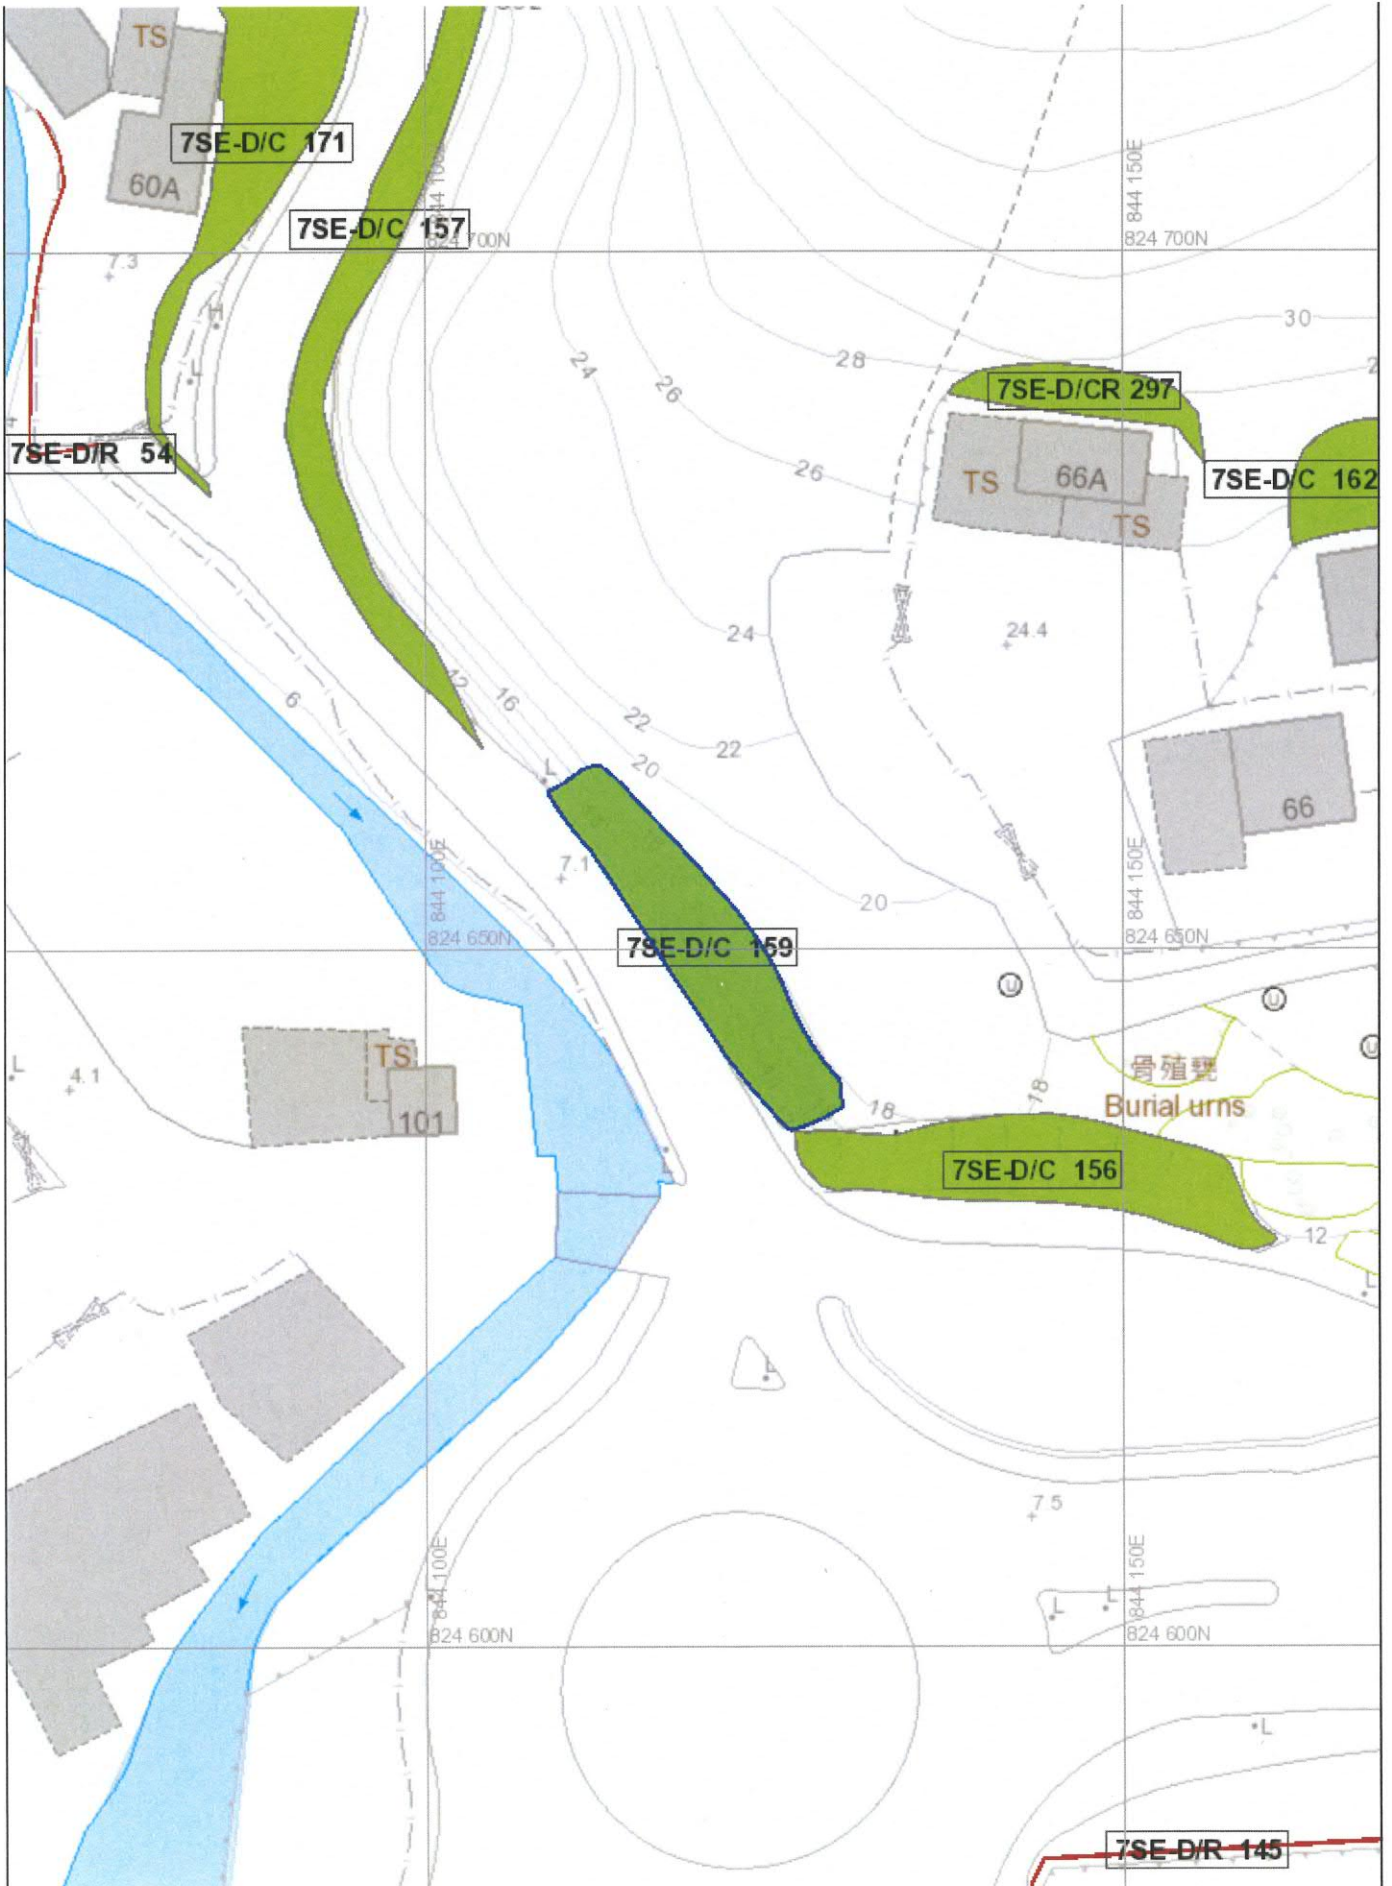 TS
7SE-D/C 171
60A
7SE-D/C 157
844 150E
824 700N
824 700N
7.3
H
L
30
28
24
26
7SE-D/CR 297
7SE-D/R 54
26
TS
66A
7SE-D/C 162
TS
24
24.4
12
16
6
22
22
20
L
66
7.1
844 100E
20
844 150E
7SE-D/C 159
824 650N
824 650N
U
U
U
TS
L
4.1
101
骨殖甕
Burial urns
18
18
L
7SE-D/C 156
12
L
L
7.5
844 100E
844 150E
L
L
824 600N
824 600N
L
7SE-D/R 145